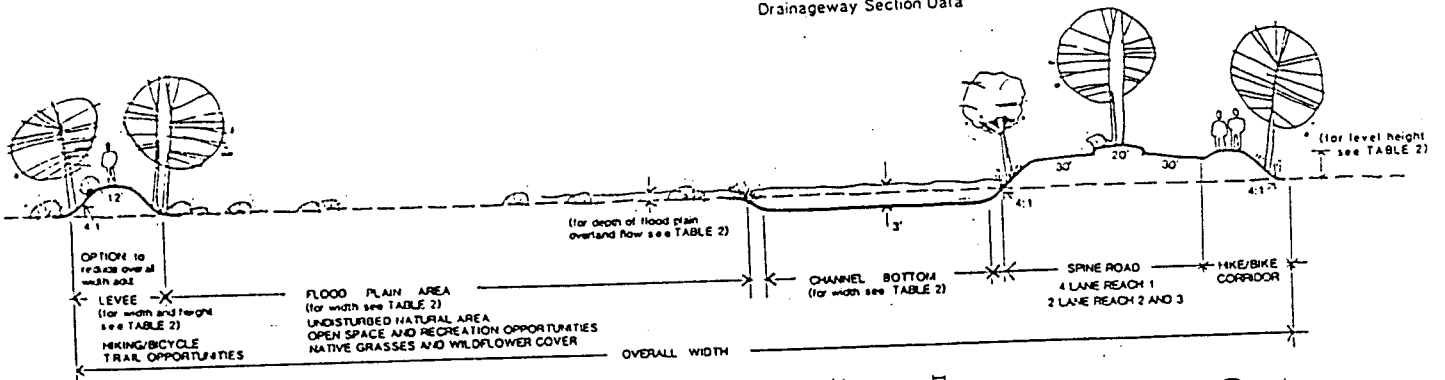 Drainageway Section Data
(for level height
see TABLE 2)
30'
20'
30'
12'
4:1
4:1
4:1
3'
(for depth of flood plain
overland flow see TABLE 2)
OPTION to
reduce overall
width add
LEVEE
(for width and height
see TABLE 2)
HIKING/BICYCLE
TRAIL OPPORTUNITIES
FLOOD PLAIN AREA
(for width see TABLE 2)
UNDISTURBED NATURAL AREA
OPEN SPACE AND RECREATION OPPORTUNITIES
NATIVE GRASSES AND WILDFLOWER COVER
CHANNEL BOTTOM
(for width see TABLE 2)
SPINE ROAD
4 LANE REACH 1
2 LANE REACH 2 AND 3
HIKE/BIKE
CORRIDOR
OVERALL WIDTH